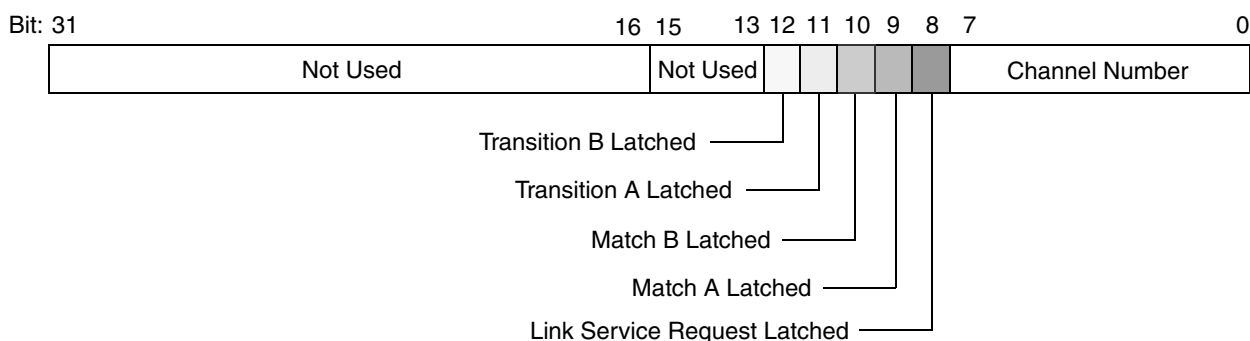 Bit: 31 16 15 13 12 11 10 9 8 7 0
Not Used Not Used Channel Number
Transition B Latched
Transition A Latched
Match B Latched
Match A Latched
Link Service Request Latched